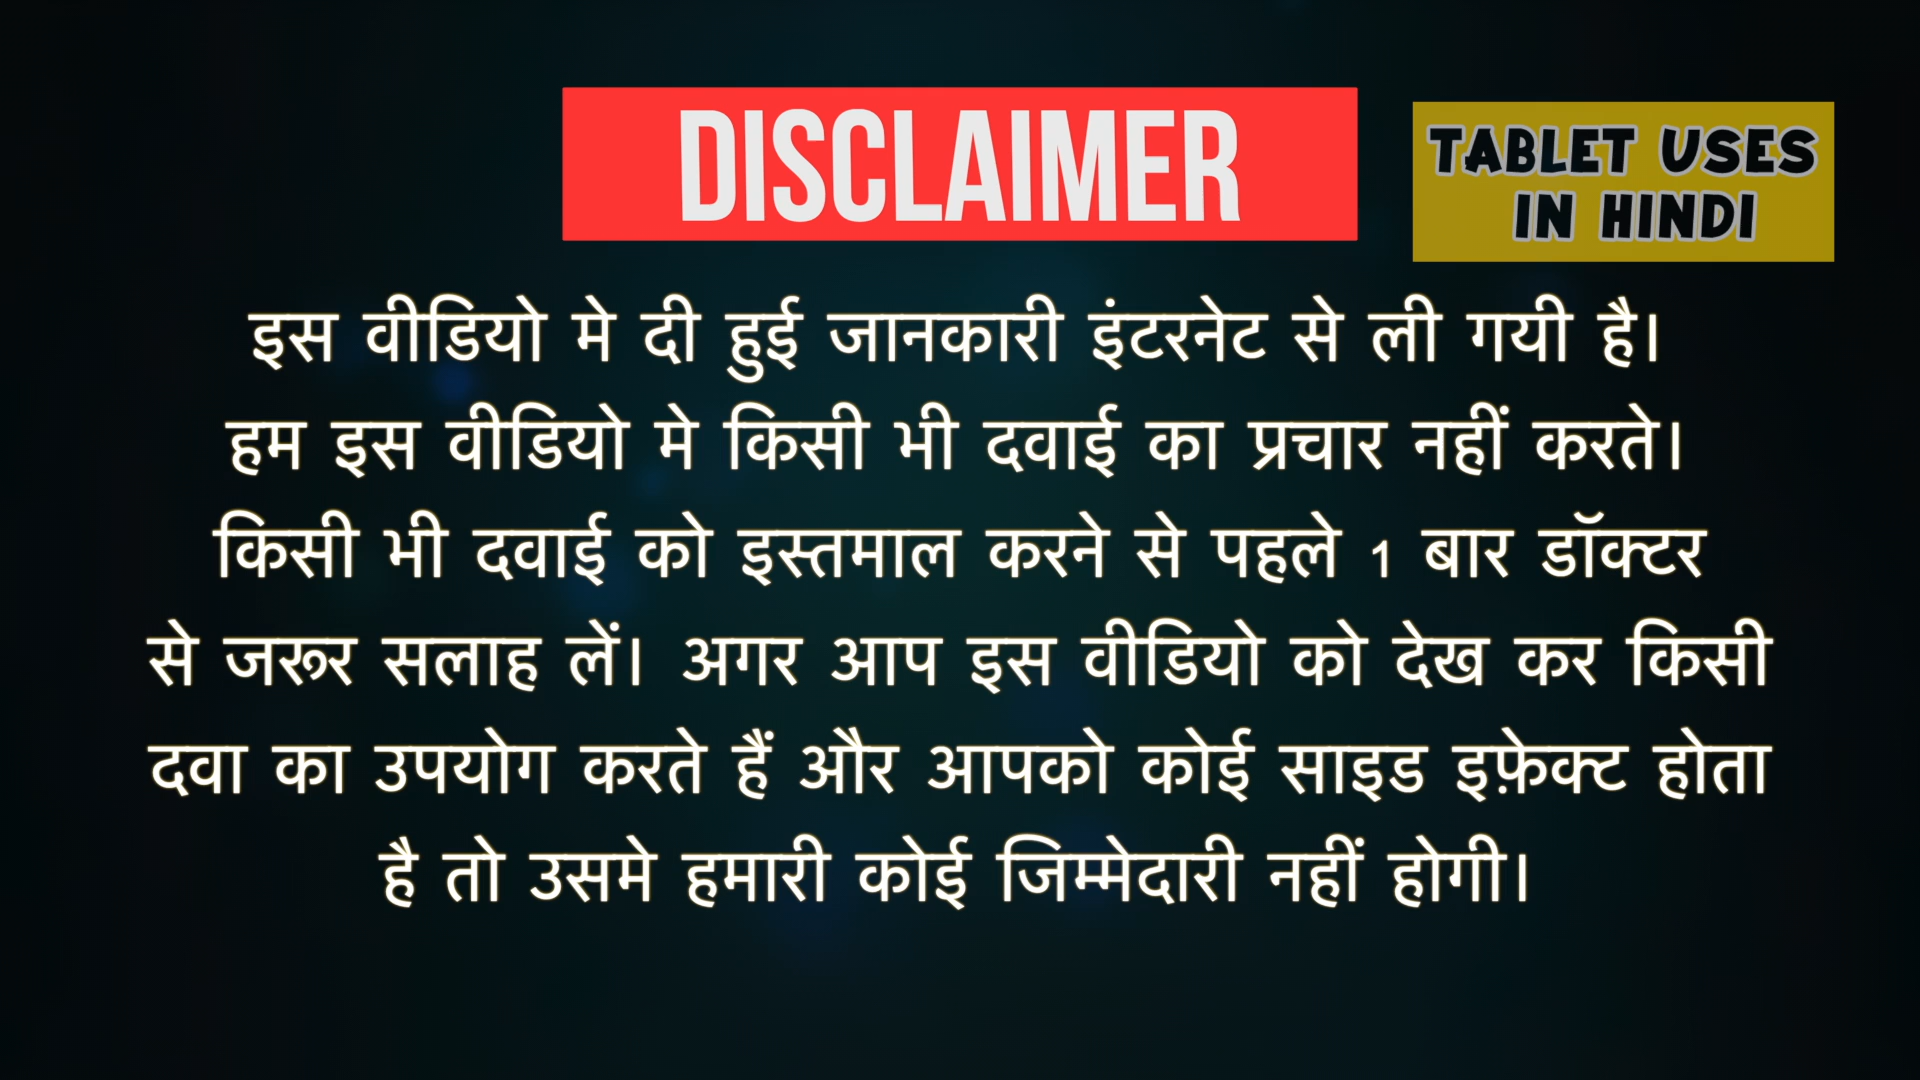 DISCLAIMER
TABLET USES
IN HINDI
इस वीडियो मे दी हुई जानकारी इंटरनेट से ली गयी है।
हम इस वीडियो मे किसी भी दवाई का प्रचार नहीं करते।
किसी भी दवाई को इस्तमाल करने से पहले 1 बार डॉक्टर
से जरूर सलाह लें। अगर आप इस वीडियो को देख कर किसी
दवा का उपयोग करते हैं और आपको कोई साइड इफ़ेक्ट होता
है तो उसमे हमारी कोई जिम्मेदारी नहीं होगी।